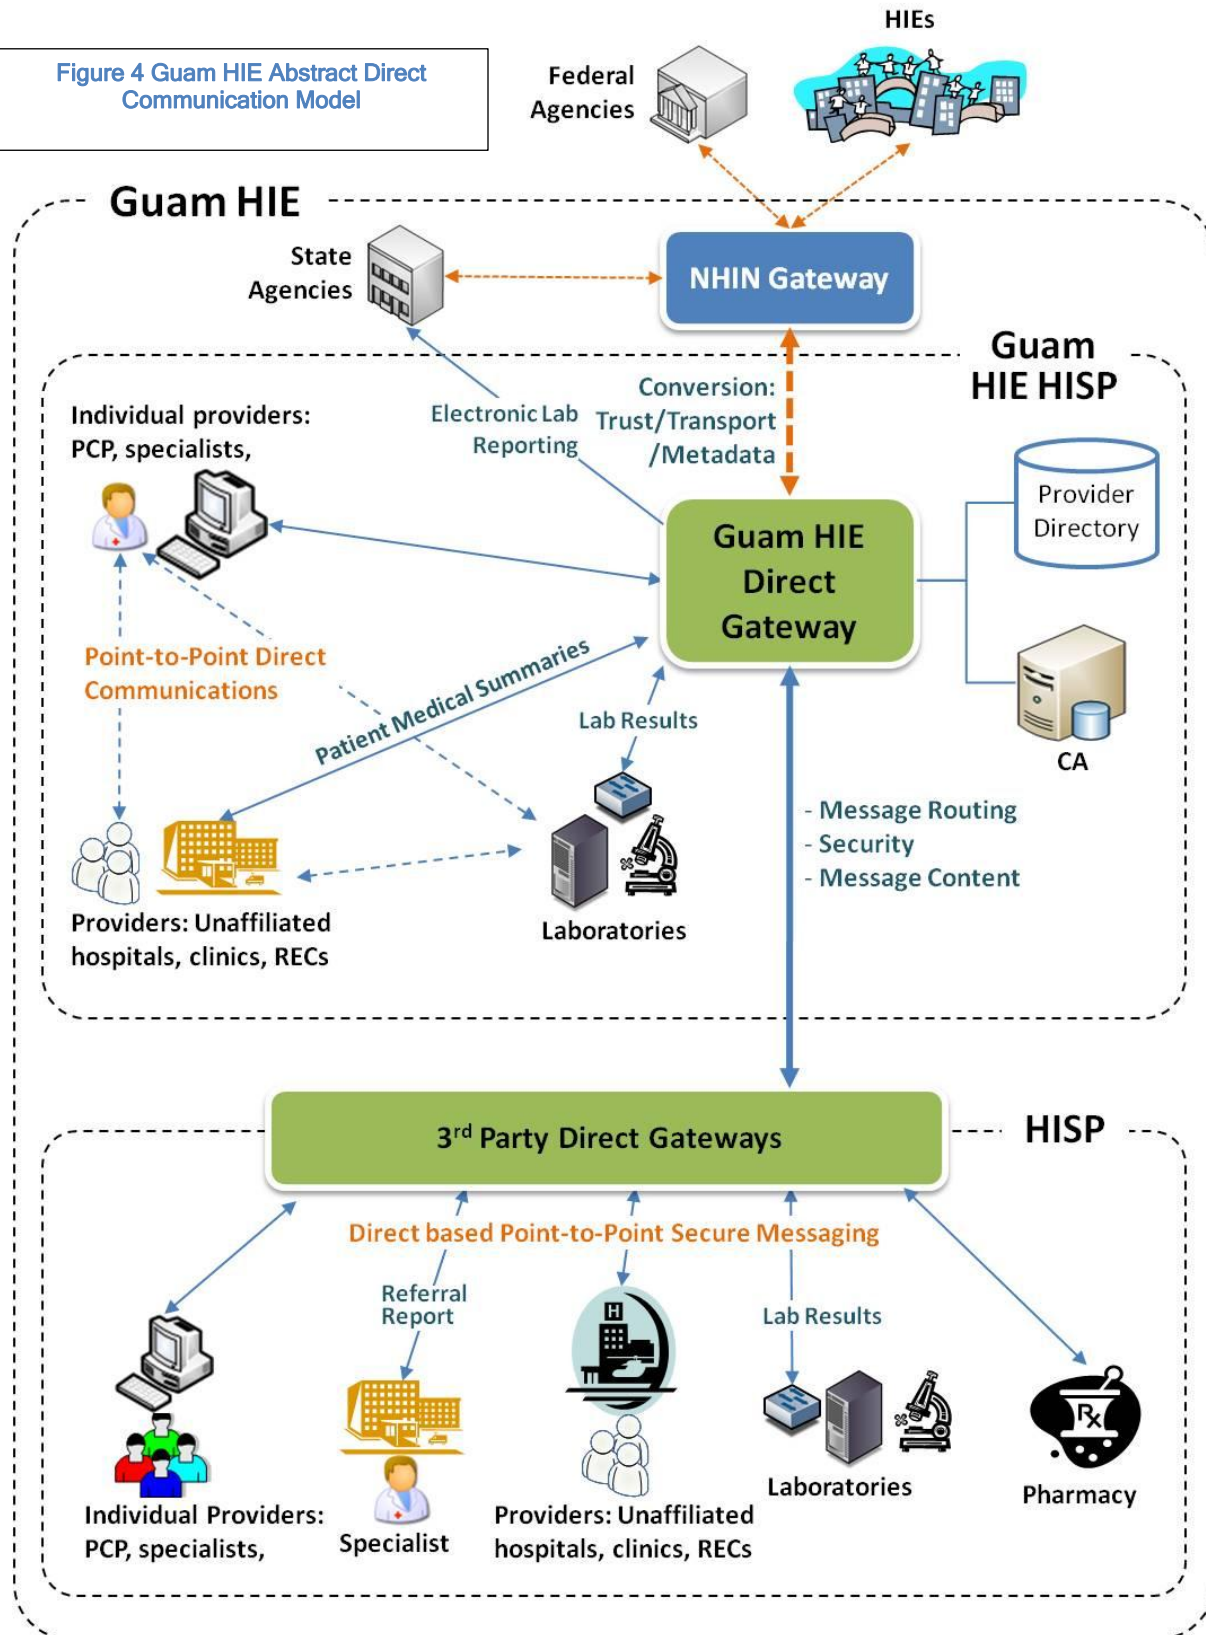 HIEs
Figure 4 Guam HIE Abstract Direct
Communication Model
Federal
Agencies
Guam HIE
State
Agencies
NHIN Gateway
Guam
HIE HISP
Conversion:
Trust/Transport
/Metadata
Electronic Lab
Reporting
Individual providers:
PCP, specialists,
Provider
Directory
Guam HIE
Direct
Gateway
Point-to-Point Direct
Communications
Patient Medical Summaries
Lab Results
CA
- Message Routing
- Security
- Message Content
Providers: Unaffiliated
hospitals, clinics, RECs
Laboratories
3rd Party Direct Gateways
HISP
Direct based Point-to-Point Secure Messaging
Referral
Report
Lab Results
H
Rx
Individual Providers:
PCP, specialists,
Specialist
Providers: Unaffiliated
hospitals, clinics, RECs
Laboratories
Pharmacy